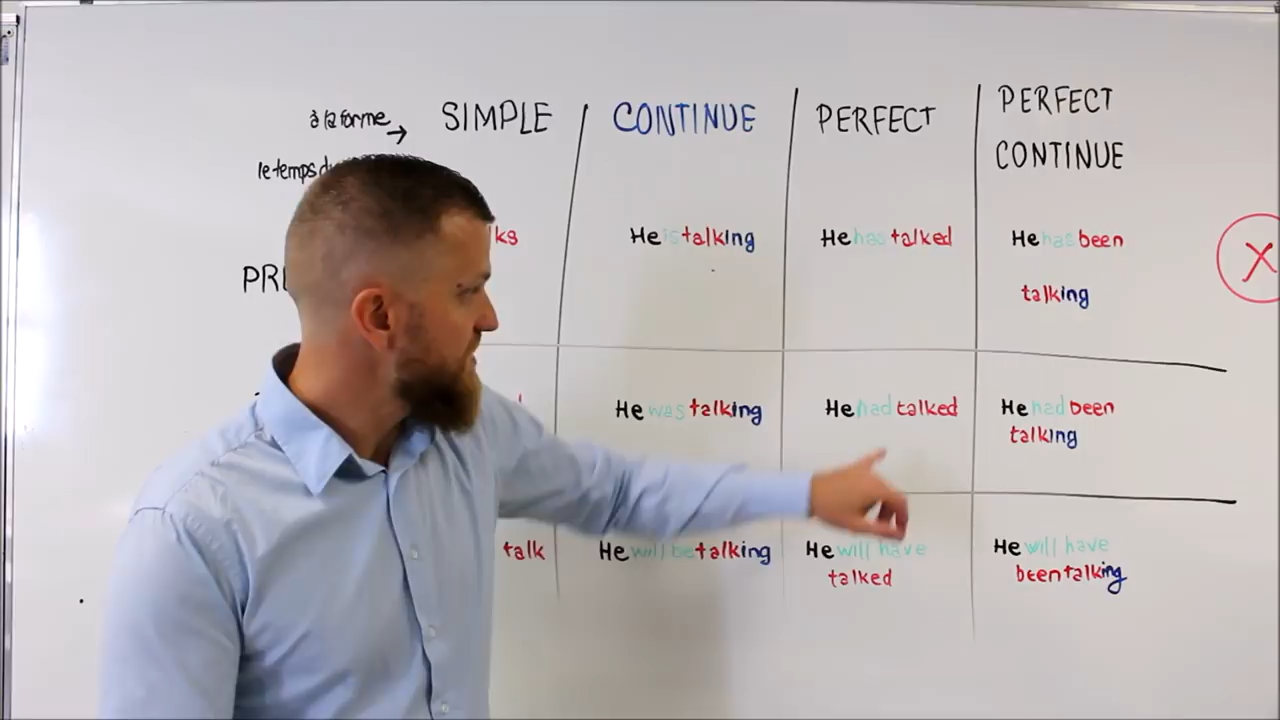 à la forme → SIMPLE CONTINUE PERFECT PERFECT
CONTINUE
le temps
He is talking He has talked He has been
talking
X
He was talking He had talked He had been
talking
talk He will be talking He will have He will have
talked been talking